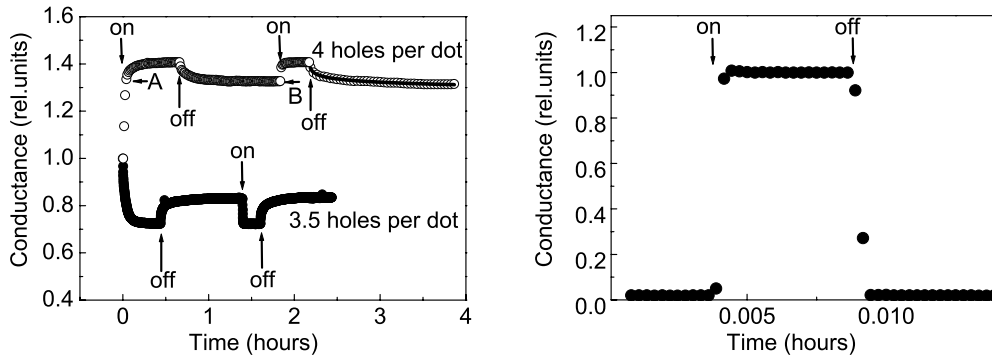 1.6
1.4
1.2
1.0
0.8
0.6
0.4
Conductance (rel.units)
on
on
4 holes per dot
A
B
off
off
on
3.5 holes per dot
off
off
0 1 2 3 4
Time (hours)
1.2
1.0
0.8
0.6
0.4
0.2
0.0
Conductance (rel.units)
on
off
0.005 0.010
Time (hours)